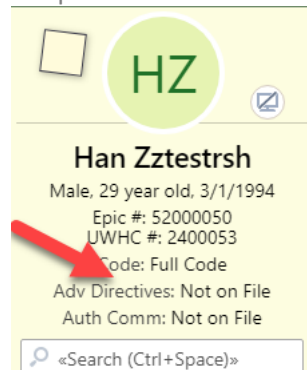 HZ
Han Zztestrsh
Male, 29 year old, 3/1/1994
Epic #: 52000050
UWHC #: 2400053
Code: Full Code
Adv Directives: Not on File
Auth Comm: Not on File
«Search (Ctrl+Space)»